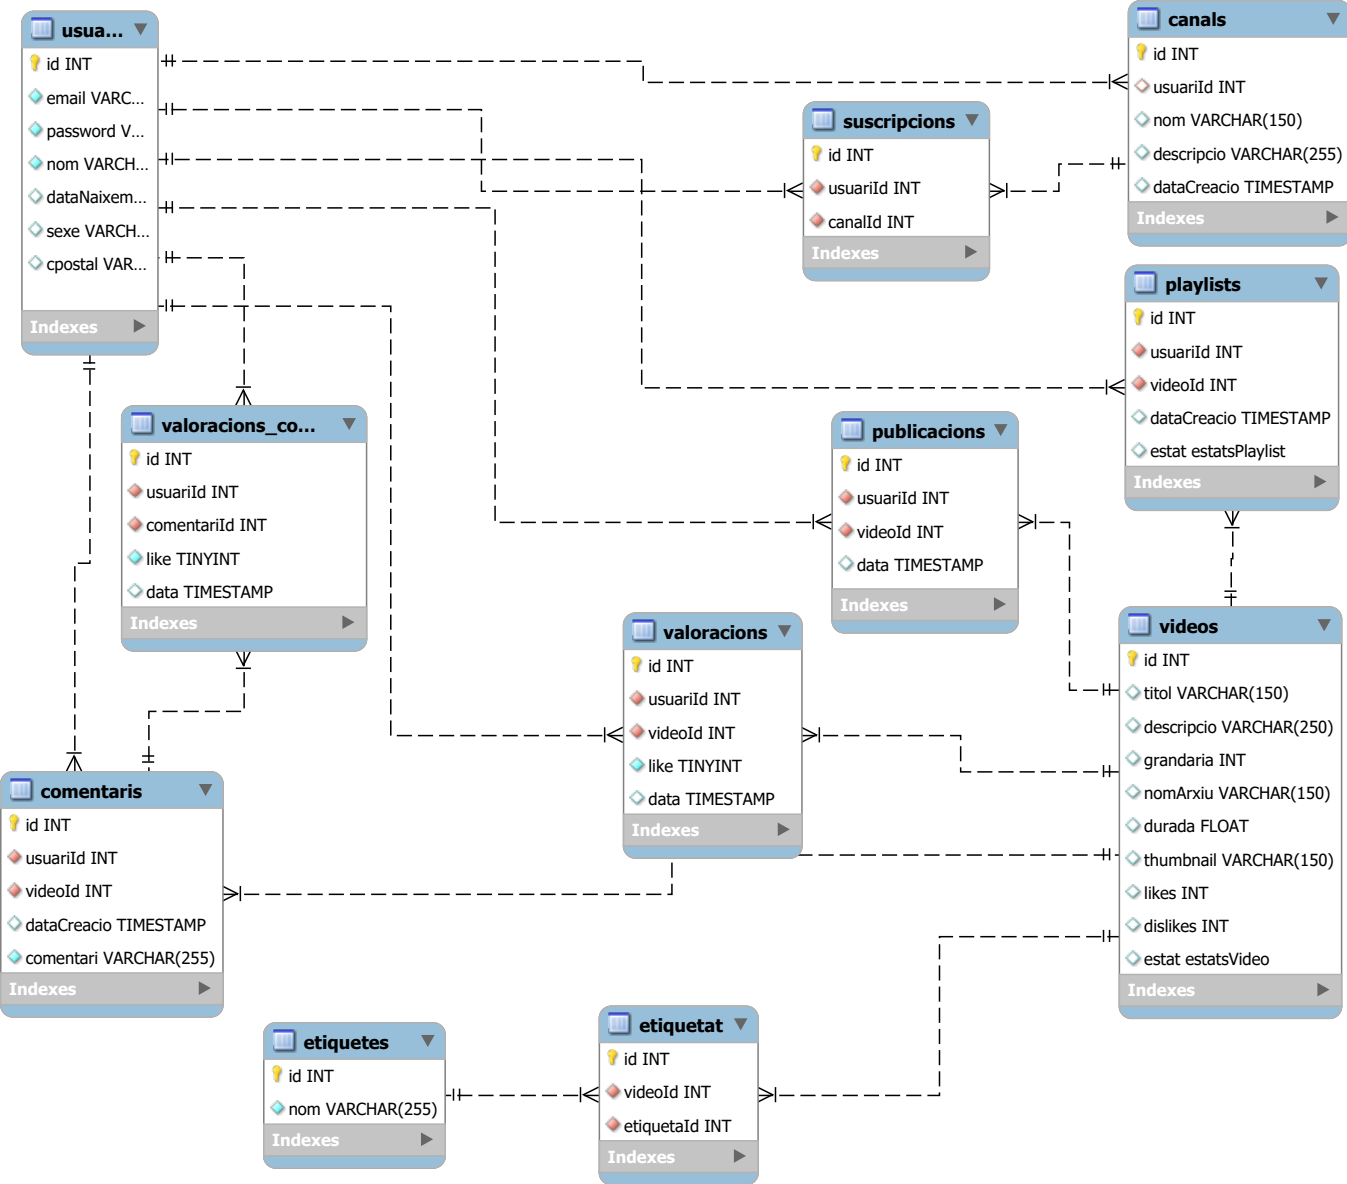 usua...
id INT
email VARC...
password V...
nom VARCH...
dataNaixem...
sexe VARCH...
cpostal VAR...
Indexes
canals
id INT
usuariId INT
nom VARCHAR(150)
descripcio VARCHAR(255)
dataCreacio TIMESTAMP
Indexes
suscripcions
id INT
usuariId INT
canalId INT
Indexes
playlists
id INT
usuariId INT
videoId INT
dataCreacio TIMESTAMP
estat estatsPlaylist
Indexes
valoracions_co...
id INT
usuariId INT
comentariId INT
like TINYINT
data TIMESTAMP
Indexes
publicacions
id INT
usuariId INT
videoId INT
data TIMESTAMP
Indexes
valoracions
id INT
usuariId INT
videoId INT
like TINYINT
data TIMESTAMP
Indexes
videos
id INT
titol VARCHAR(150)
descripcio VARCHAR(250)
grandaria INT
nomArxiu VARCHAR(150)
durada FLOAT
thumbnail VARCHAR(150)
likes INT
dislikes INT
estat estatsVideo
Indexes
comentaris
id INT
usuariId INT
videoId INT
dataCreacio TIMESTAMP
comentari VARCHAR(255)
Indexes
etiquetes
id INT
nom VARCHAR(255)
Indexes
etiquetat
id INT
videoId INT
etiquetaId INT
Indexes